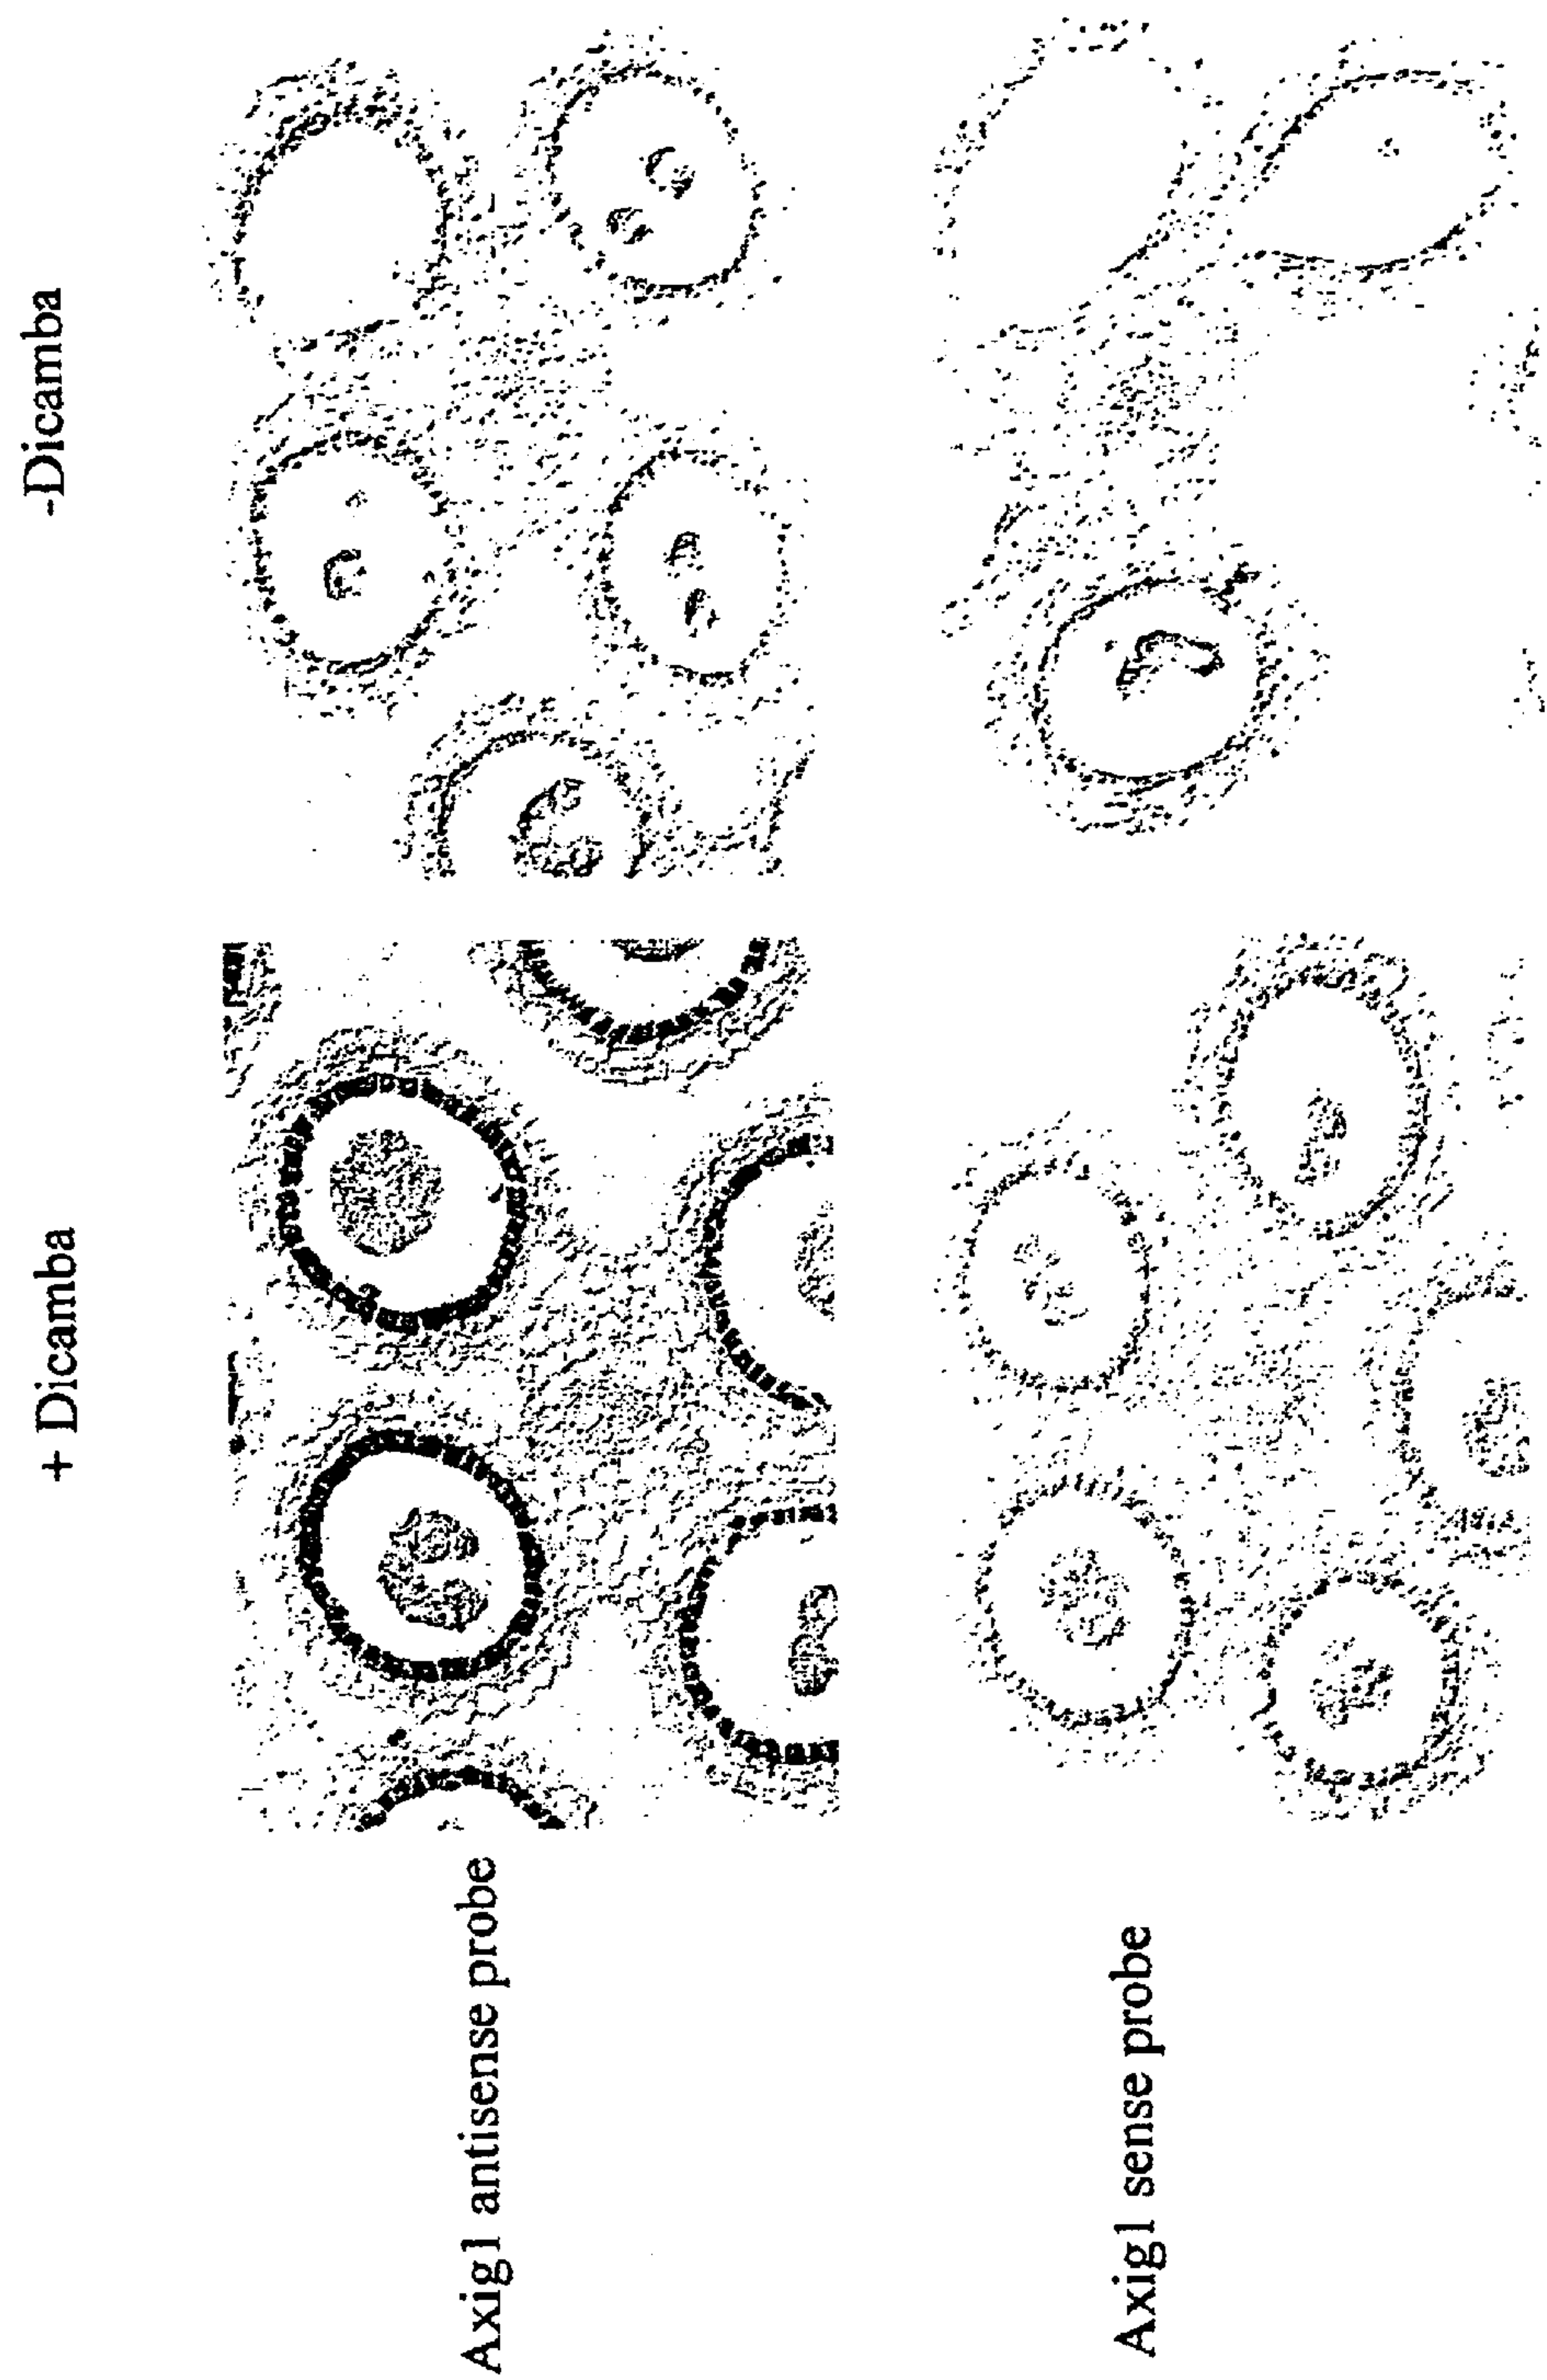 + Dicamba
-Dicamba
Axig1 antisense probe
Axig1 sense probe